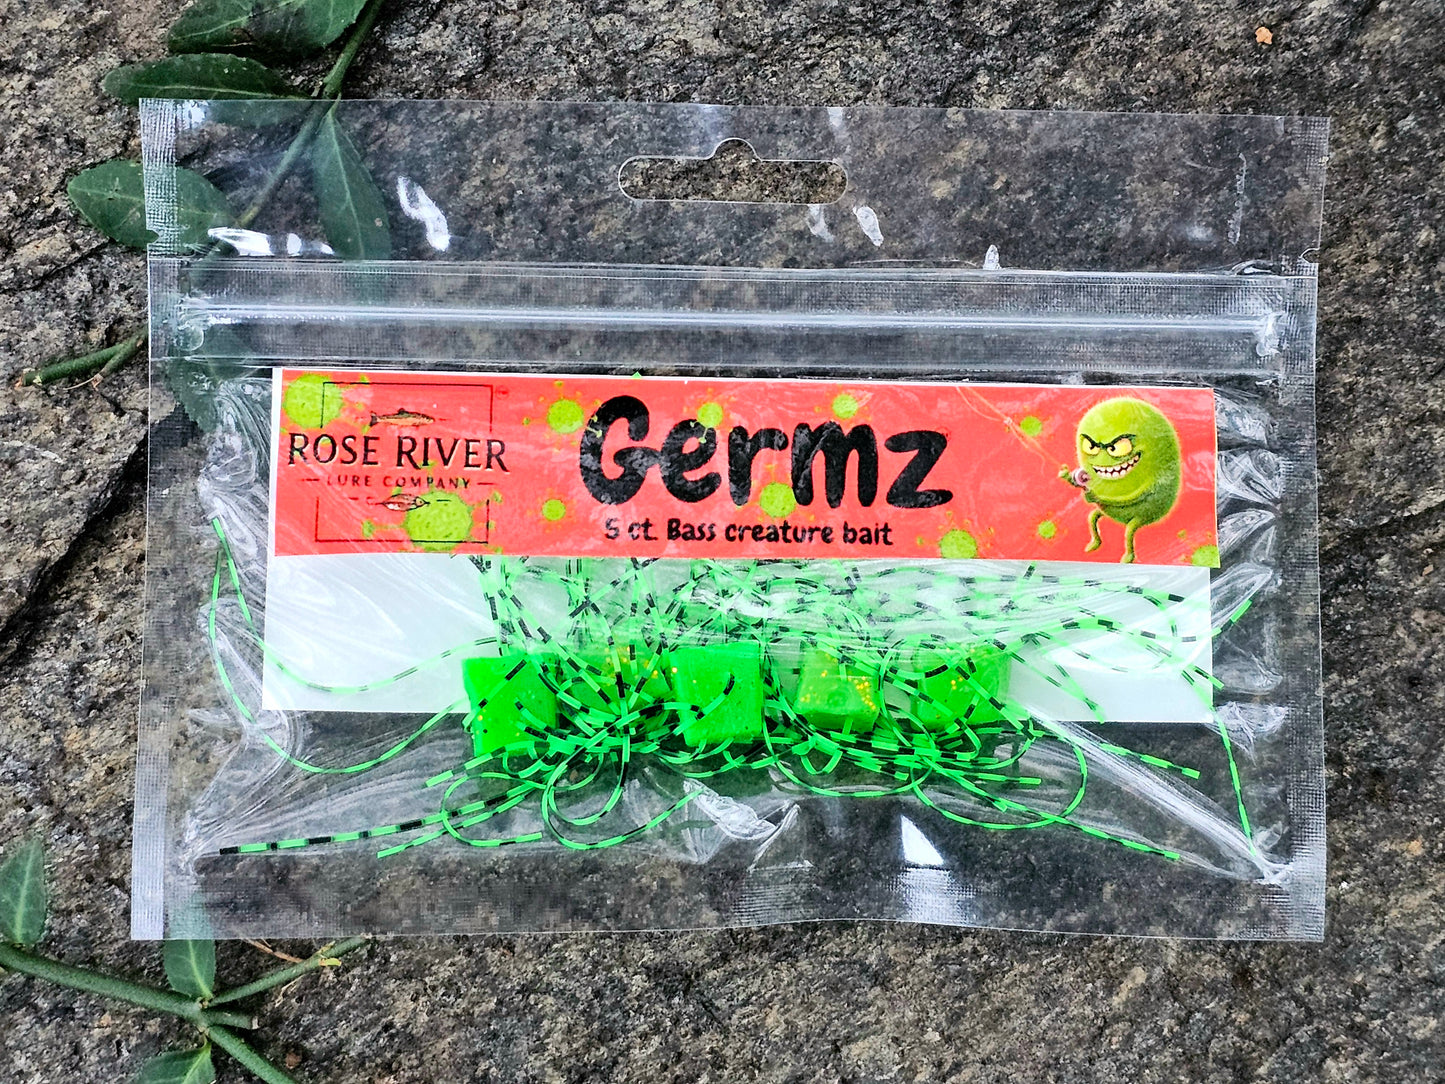 ROSE RIVER
LURE COMPANY
Germz
5 ct. Bass creature bait